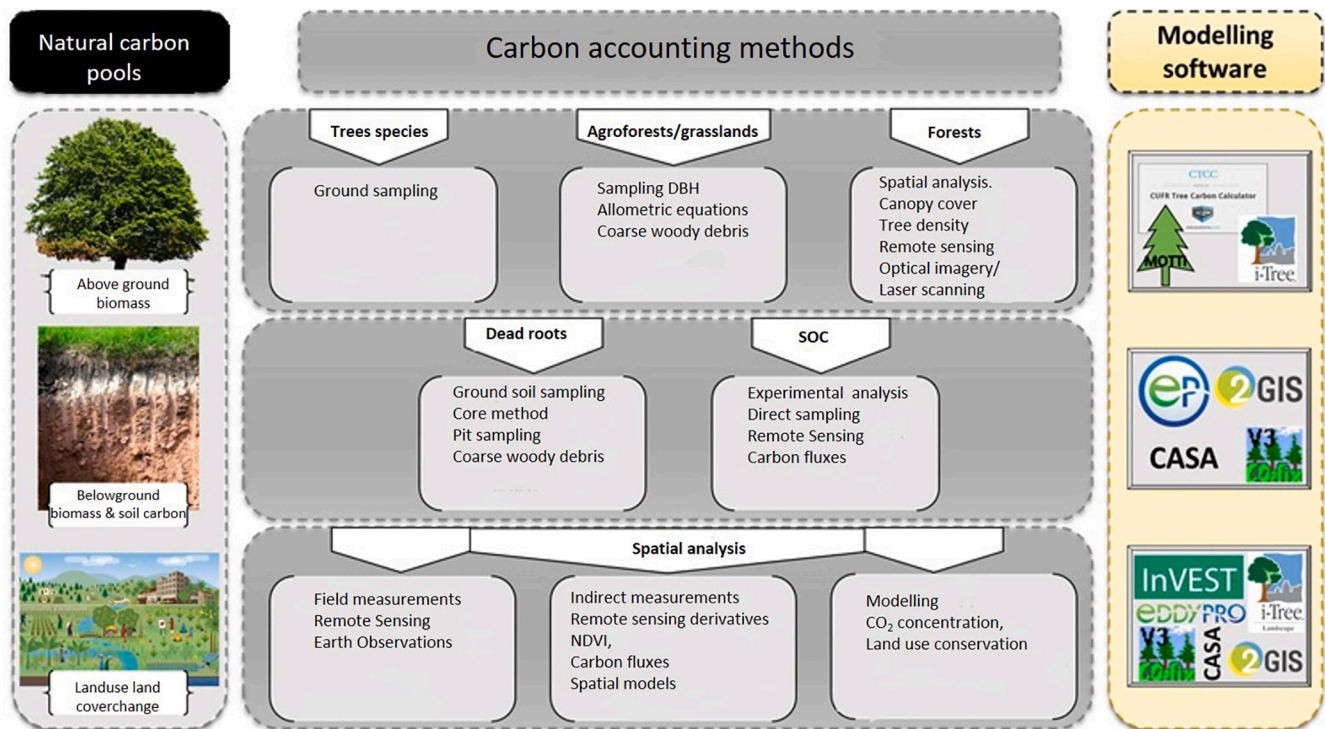 Natural carbon
pools
Carbon accounting methods
Modelling
software
Above ground
biomass
Belowground
biomass & soil carbon
Landuse land
coverchange
Trees species
Ground sampling
Agroforests/grasslands
Sampling DBH
Allometric equations
Coarse woody debris
Forests
Spatial analysis.
Canopy cover
Tree density
Remote sensing
Optical imagery/
Laser scanning
Dead roots
Ground soil sampling
Core method
Pit sampling
Coarse woody debris
SOC
Experimental analysis
Direct sampling
Remote Sensing
Carbon fluxes
Spatial analysis
Field measurements
Remote Sensing
Earth Observations
Indirect measurements
Remote sensing derivatives
NDVI,
Carbon fluxes
Spatial models
Modelling
CO₂ concentration,
Land use conservation
CTCC
CUFR Tree Carbon Calculator
MOTTI
i-Tree
eP
2GIS
CASA
V3
CO₂fix
InVEST
i-Tree
Landscape
eDDYPRO
V3
CO₂fix
CASA
2GIS